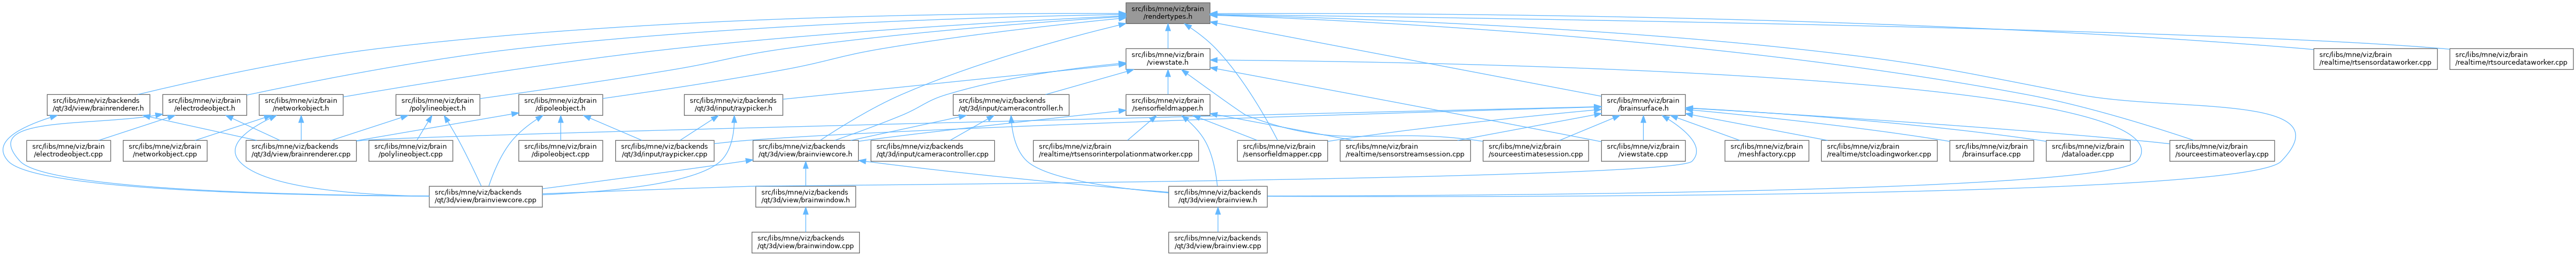 src/libs/mne/viz/brain
/rendertypes.h
src/libs/mne/viz/brain
/viewstate.h
src/libs/mne/viz/brain
/realtime/rtsensordataworker.cpp
src/libs/mne/viz/brain
/realtime/rtsourcedataworker.cpp
src/libs/mne/viz/backends
/qt/3d/view/brainrenderer.h
src/libs/mne/viz/brain
/electrodeobject.h
src/libs/mne/viz/brain
/networkobject.h
src/libs/mne/viz/brain
/polylineobject.h
src/libs/mne/viz/brain
/dipoleobject.h
src/libs/mne/viz/backends
/qt/3d/input/raypicker.h
src/libs/mne/viz/backends
/qt/3d/input/cameracontroller.h
src/libs/mne/viz/brain
/sensorfieldmapper.h
src/libs/mne/viz/brain
/brainsurface.h
src/libs/mne/viz/brain
/electrodeobject.cpp
src/libs/mne/viz/brain
/networkobject.cpp
src/libs/mne/viz/backends
/qt/3d/view/brainrenderer.cpp
src/libs/mne/viz/brain
/polylineobject.cpp
src/libs/mne/viz/brain
/dipoleobject.cpp
src/libs/mne/viz/backends
/qt/3d/input/raypicker.cpp
src/libs/mne/viz/backends
/qt/3d/view/brainviewcore.h
src/libs/mne/viz/backends
/qt/3d/input/cameracontroller.cpp
src/libs/mne/viz/brain
/realtime/rtsensorinterpolationmatworker.cpp
src/libs/mne/viz/brain
/sensorfieldmapper.cpp
src/libs/mne/viz/brain
/realtime/sensorstreamsession.cpp
src/libs/mne/viz/brain
/sourceestimatesession.cpp
src/libs/mne/viz/brain
/viewstate.cpp
src/libs/mne/viz/brain
/meshfactory.cpp
src/libs/mne/viz/brain
/realtime/stcloadingworker.cpp
src/libs/mne/viz/brain
/brainsurface.cpp
src/libs/mne/viz/brain
/dataloader.cpp
src/libs/mne/viz/brain
/sourceestimateoverlay.cpp
src/libs/mne/viz/backends
/qt/3d/view/brainviewcore.cpp
src/libs/mne/viz/backends
/qt/3d/view/brainwindow.h
src/libs/mne/viz/backends
/qt/3d/view/brainview.h
src/libs/mne/viz/backends
/qt/3d/view/brainwindow.cpp
src/libs/mne/viz/backends
/qt/3d/view/brainview.cpp